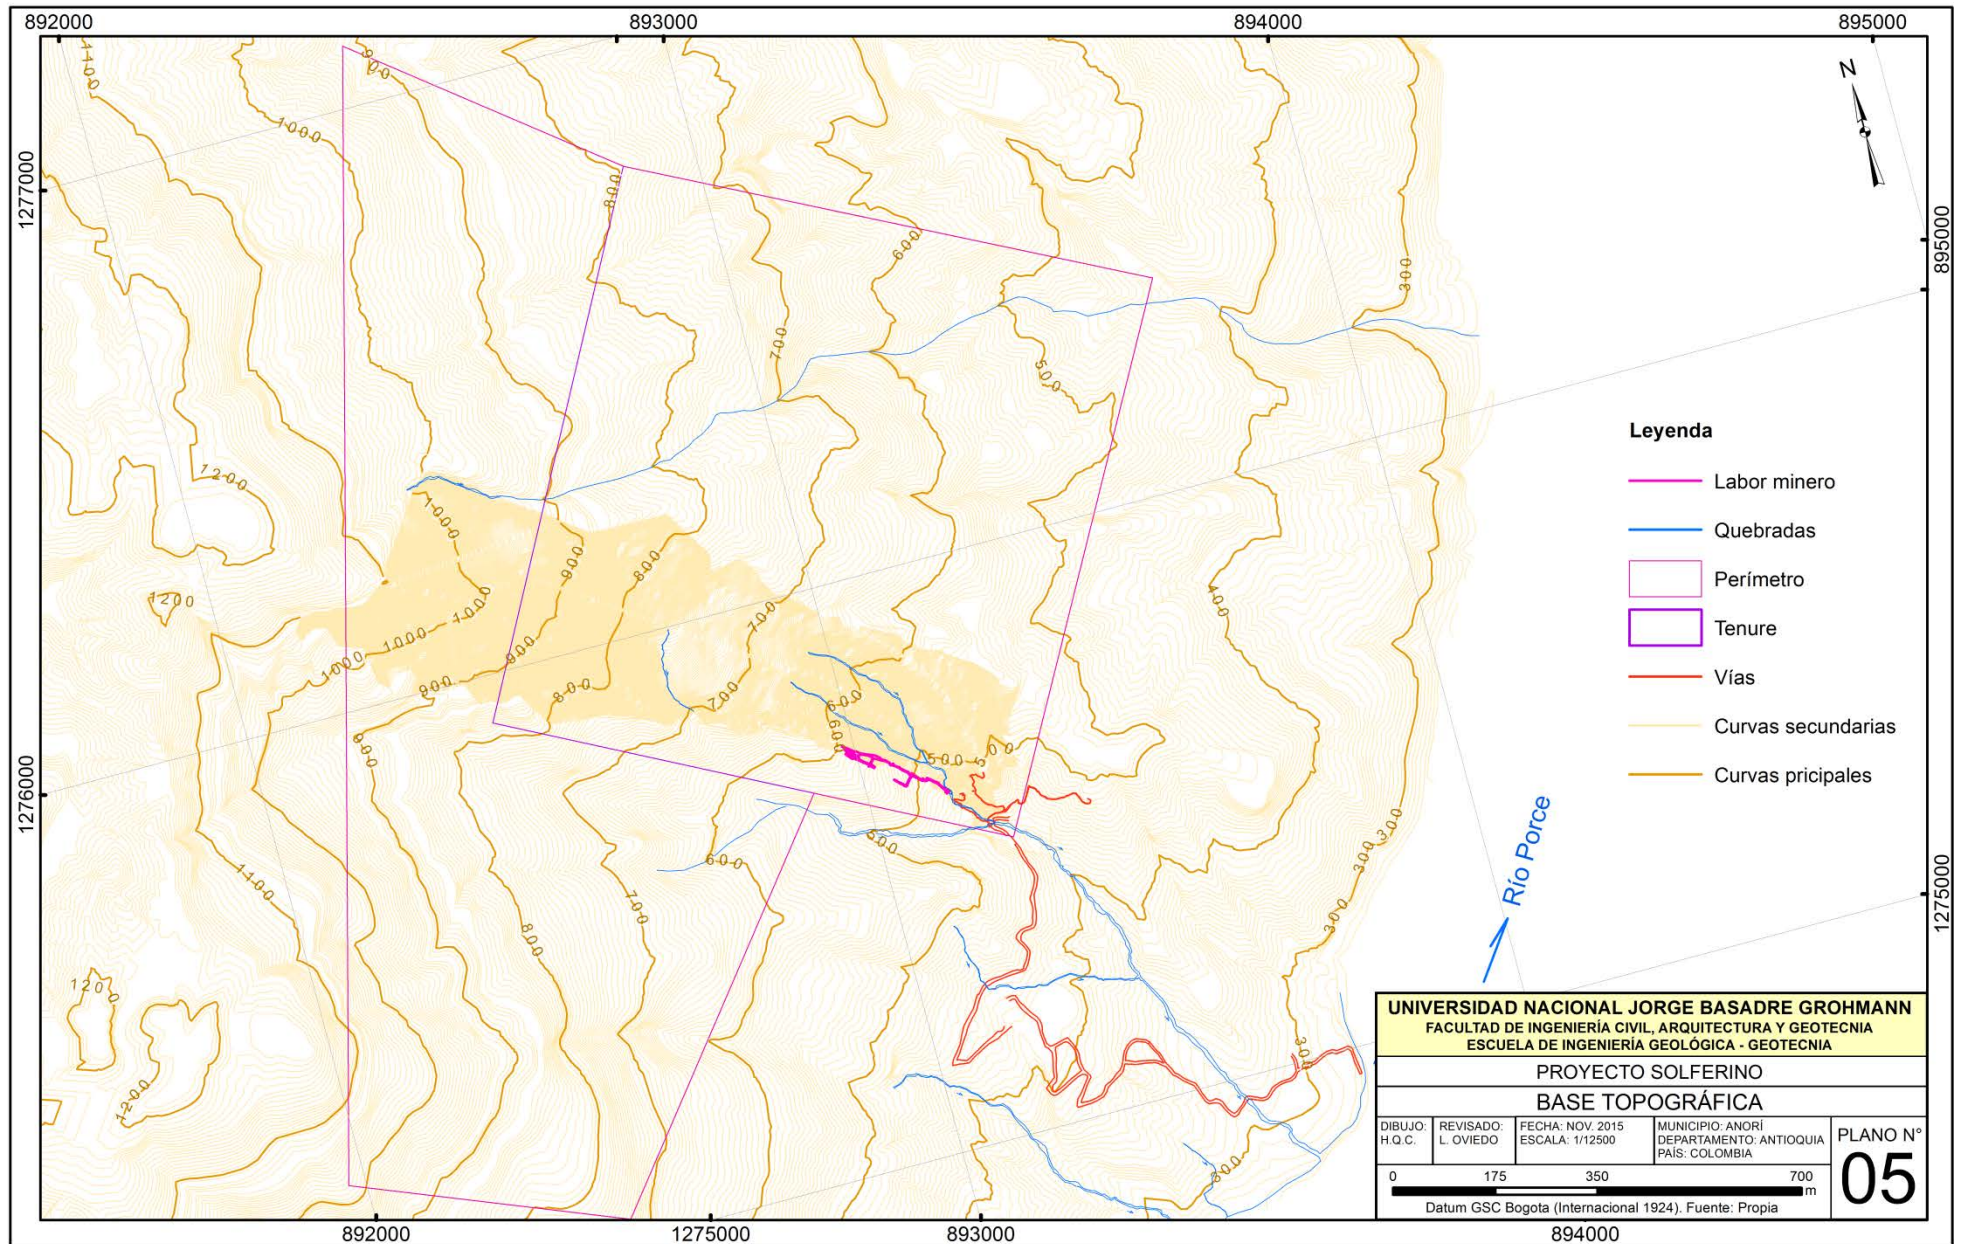 892000
893000
894000
895000
1277000
1276000
895000
1275000
892000
1275000
893000
894000
N
1100
900
1000
800
600
300
700
500
1200
1000
1200
900
800
1000
1000
1000
900
900
800
700
700
600
600
500
500
400
900
600
600
1100
700
800
300
300
300
1200
1200
300
300
Río Porce
Leyenda
Labor minero
Quebradas
Perímetro
Tenure
Vías
Curvas secundarias
Curvas pricipales
UNIVERSIDAD NACIONAL JORGE BASADRE GROHMANN
FACULTAD DE INGENIERÍA CIVIL, ARQUITECTURA Y GEOTECNIA
ESCUELA DE INGENIERÍA GEOLÓGICA - GEOTECNIA
PROYECTO SOLFERINO
BASE TOPOGRÁFICA
DIBUJO:
H.Q.C.
REVISADO:
L. OVIEDO
FECHA: NOV. 2015
ESCALA: 1/12500
MUNICIPIO: ANORÍ
DEPARTAMENTO: ANTIOQUIA
PAÍS: COLOMBIA
PLANO N°
05
0 175 350 700
m
Datum GSC Bogota (Internacional 1924). Fuente: Propia